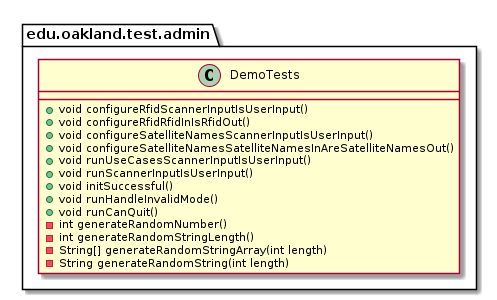 edu.oakland.test.admin
C DemoTests
void configureRfidScannerInputIsUserInput()
void configureRfidRfidInIsRfidOut()
void configureSatelliteNamesScannerInputIsUserInput()
void configureSatelliteNamesSatelliteNamesInAreSatelliteNamesOut()
void runUseCasesScannerInputIsUserInput()
void runScannerInputIsUserInput()
void initSuccessful()
void runHandleInvalidMode()
void runCanQuit()
int generateRandomNumber()
int generateRandomStringLength()
String[] generateRandomStringArray(int length)
String generateRandomString(int length)